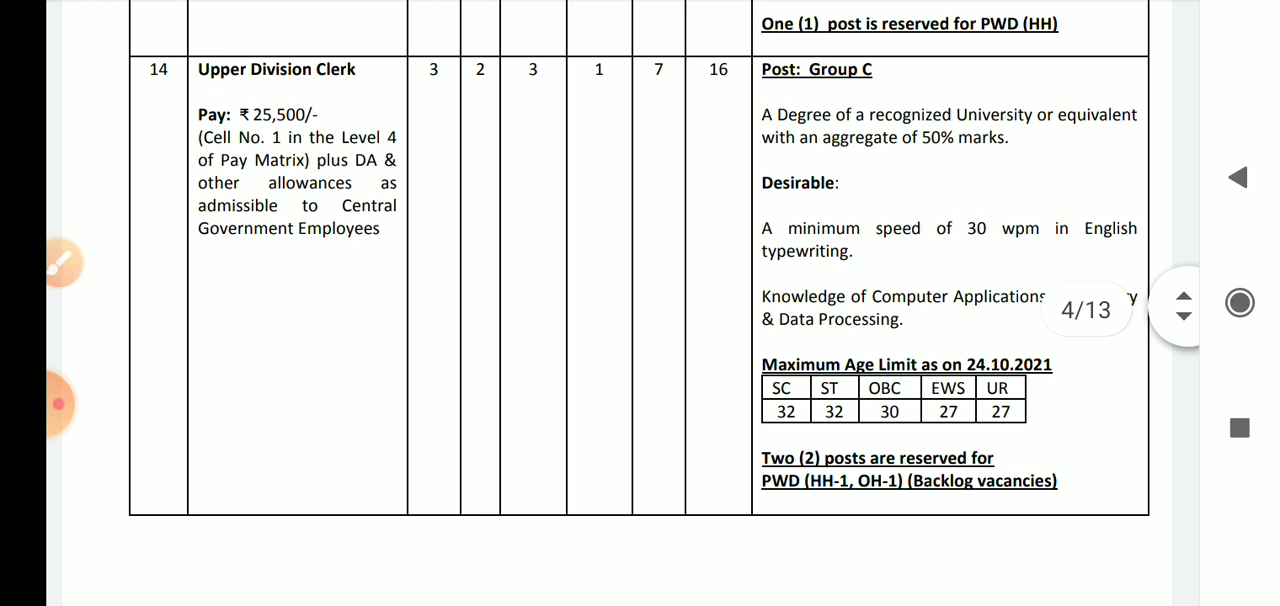 One (1) post is reserved for PWD (HH)
14 Upper Division Clerk 3 2 3 1 7 16 Post: Group C
Pay: ₹ 25,500/-
(Cell No. 1 in the Level 4
of Pay Matrix) plus DA &
other allowances as
admissible to Central
Government Employees
A Degree of a recognized University or equivalent
with an aggregate of 50% marks.
Desirable:
A minimum speed of 30 wpm in English
typewriting.
Knowledge of Computer Applications
& Data Processing.
4/13
Maximum Age Limit as on 24.10.2021
SC ST OBC EWS UR
32 32 30 27 27
Two (2) posts are reserved for
PWD (HH-1, OH-1) (Backlog vacancies)